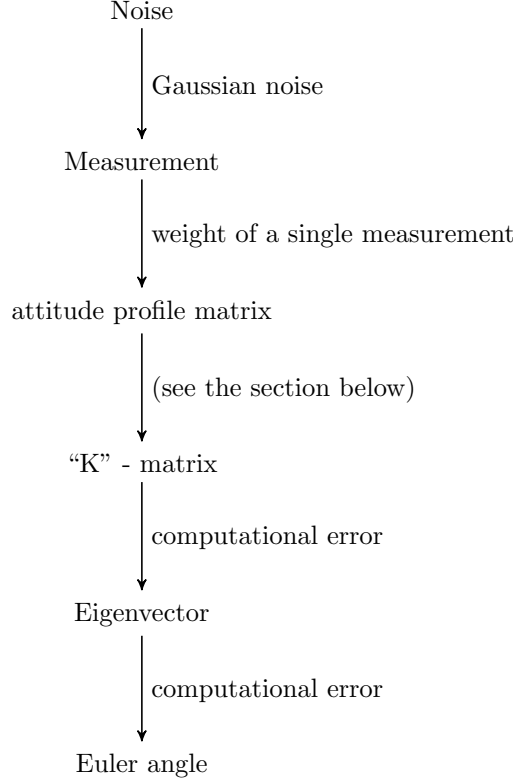 Noise
Gaussian noise
Measurement
weight of a single measurement
attitude profile matrix
(see the section below)
“K” - matrix
computational error
Eigenvector
computational error
Euler angle